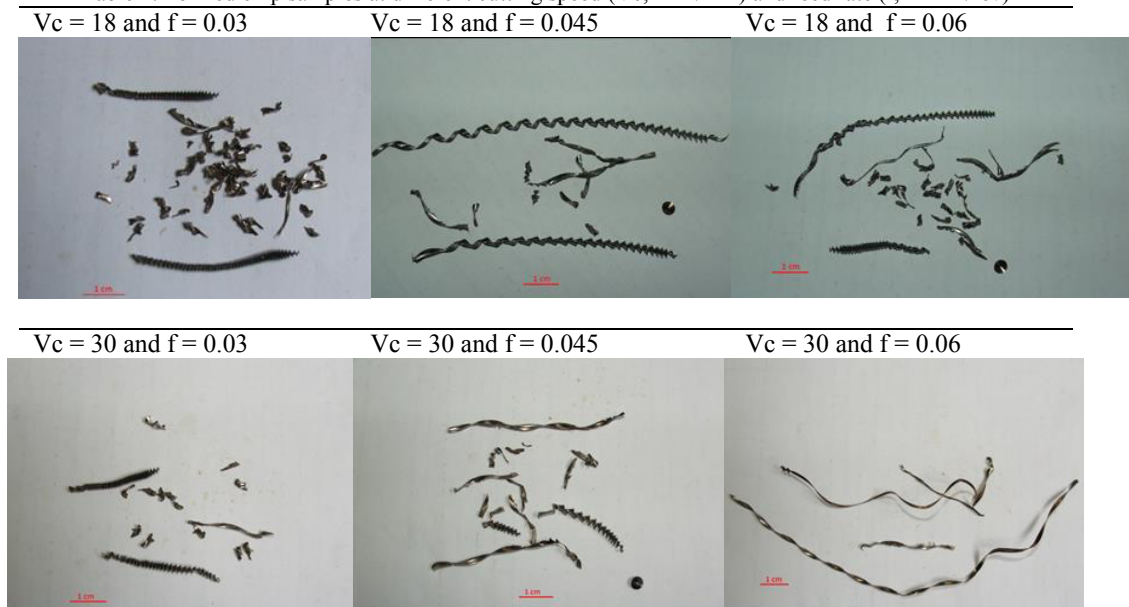 Vc = 18 and f = 0.03
Vc = 18 and f = 0.045
Vc = 18 and f = 0.06
1 cm
1 cm
1 cm
Vc = 30 and f = 0.03
Vc = 30 and f = 0.045
Vc = 30 and f = 0.06
1 cm
1 cm
1 cm